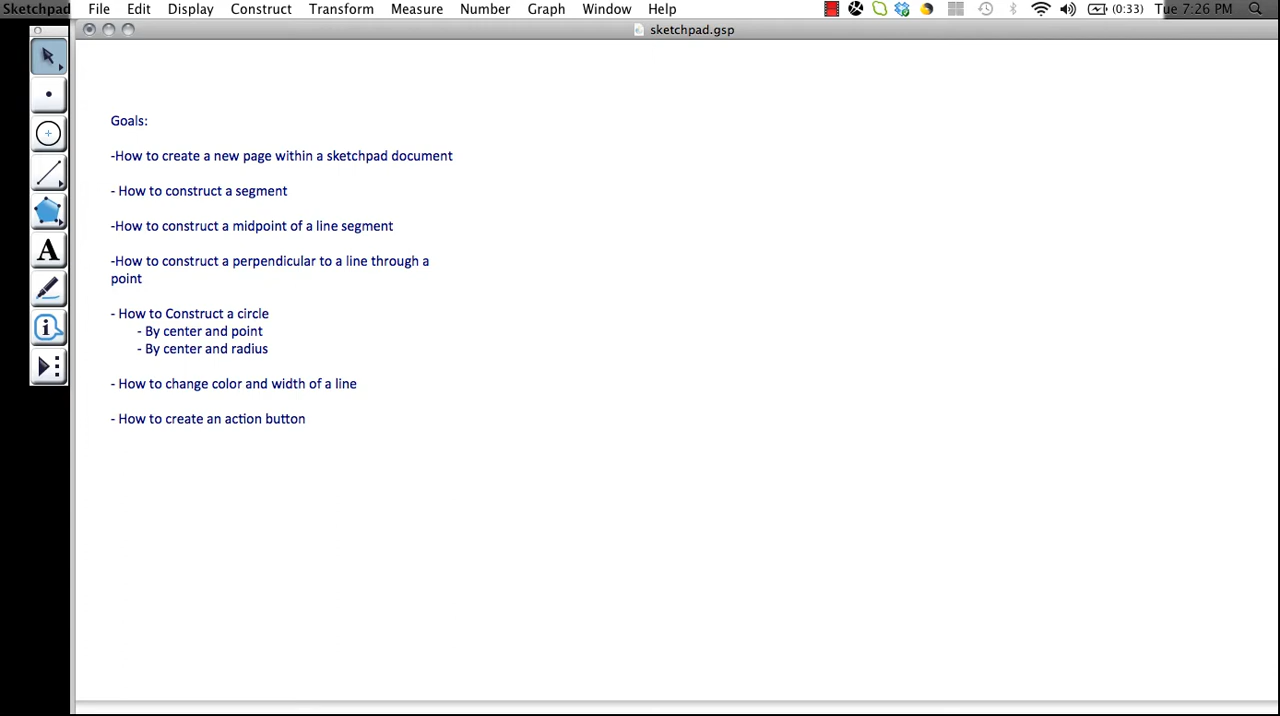 Sketchpad File Edit Display Construct Transform Measure Number Graph Window Help (0:33) Tue 7:26 PM
sketchpad.gsp
Goals:
-How to create a new page within a sketchpad document
- How to construct a segment
-How to construct a midpoint of a line segment
-How to construct a perpendicular to a line through a
point
- How to Construct a circle
- By center and point
- By center and radius
- How to change color and width of a line
- How to create an action button
A
i